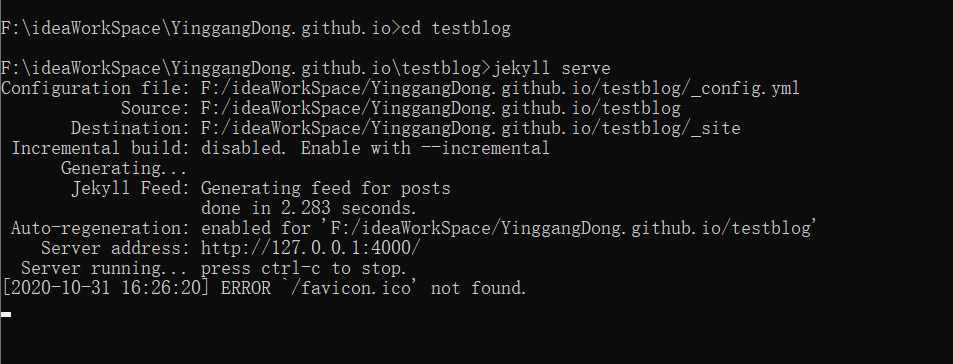 F:\ideaWorkSpace\YinggangDong.github.io>cd testblog
F:\ideaWorkSpace\YinggangDong.github.io\testblog>jekyll serve
Configuration file: F:/ideaWorkSpace/YinggangDong.github.io/testblog/_config.yml
Source: F:/ideaWorkSpace/YinggangDong.github.io/testblog
Destination: F:/ideaWorkSpace/YinggangDong.github.io/testblog/_site
Incremental build: disabled. Enable with --incremental
Generating...
Jekyll Feed: Generating feed for posts
done in 2.283 seconds.
Auto-regeneration: enabled for 'F:/ideaWorkSpace/YinggangDong.github.io/testblog'
Server address: http://127.0.0.1:4000/
Server running... press ctrl-c to stop.
[2020-10-31 16:26:20] ERROR `/favicon.ico' not found.